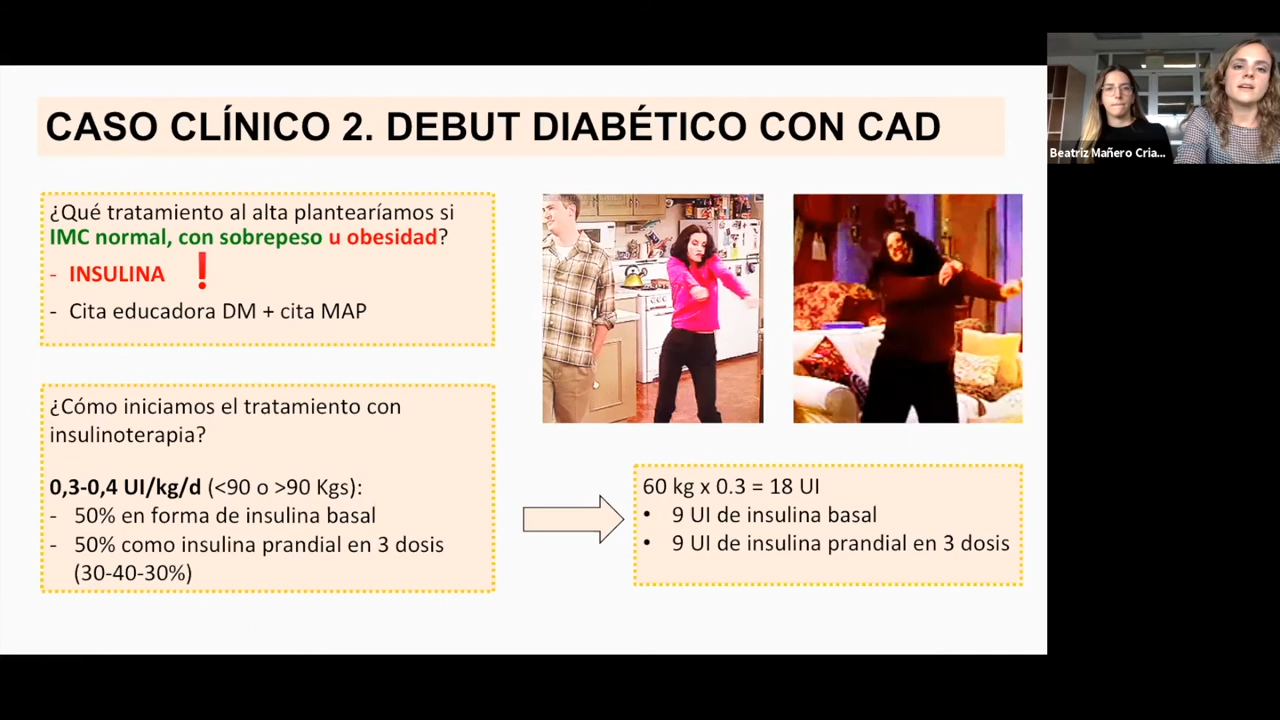 CASO CLÍNICO 2. DEBUT DIABÉTICO CON CAD
¿Qué tratamiento al alta plantearíamos si
IMC normal, con sobrepeso u obesidad?
- INSULINA ❗
- Cita educadora DM + cita MAP
¿Cómo iniciamos el tratamiento con
insulinoterapia?
0,3-0,4 UI/kg/d (<90 o >90 Kgs):
- 50% en forma de insulina basal
- 50% como insulina prandial en 3 dosis
(30-40-30%)
60 kg x 0.3 = 18 UI
• 9 UI de insulina basal
• 9 UI de insulina prandial en 3 dosis
Beatriz Mañero Cria...